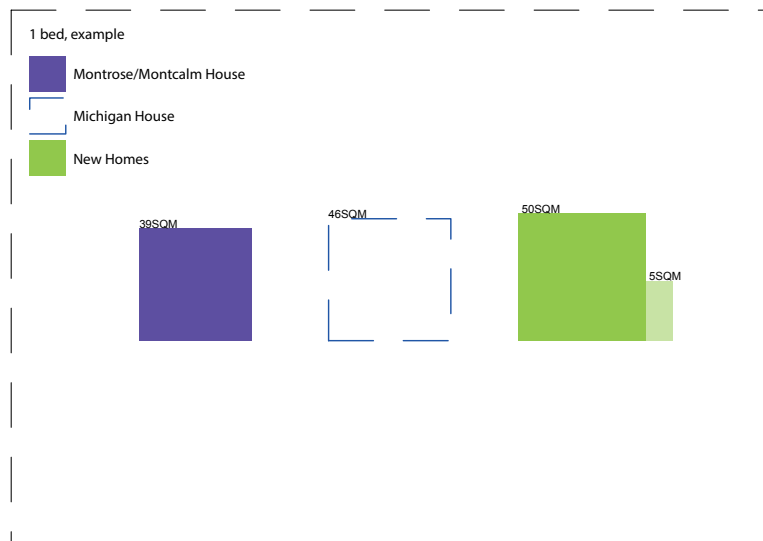 1 bed, example
Montrose/Montcalm House
Michigan House
New Homes
39SQM
46SQM
50SQM
5SQM